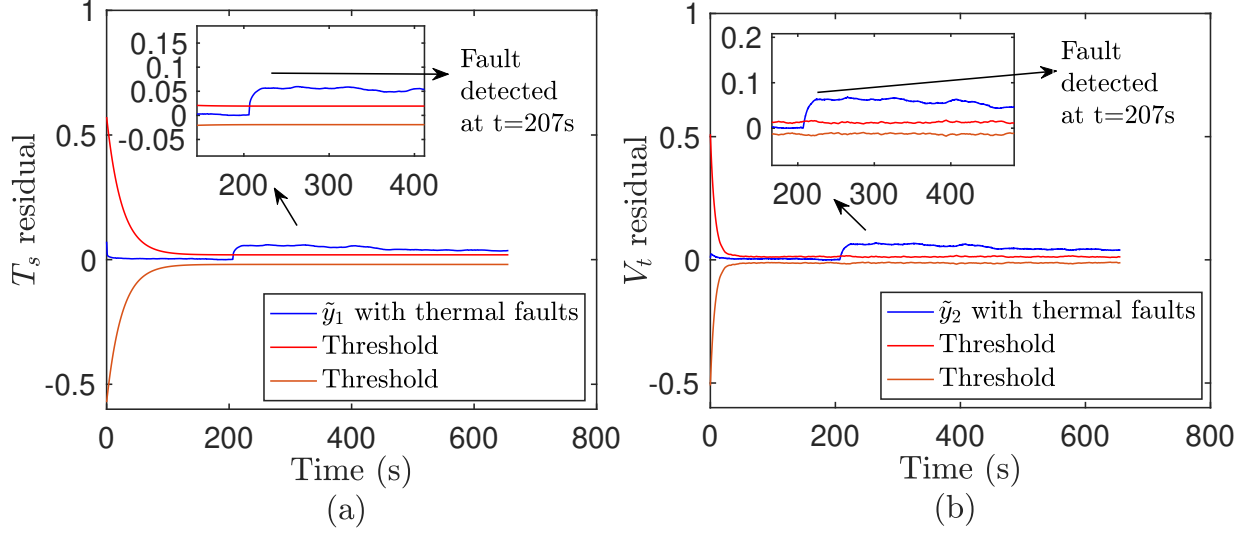 1
0.5
0
-0.5
0 200 400 600 800
T_s residual
Time (s)
(a)
0.15
0.1
0.05
0
-0.05
200 300 400
Fault
detected
at t=207s
ỹ_1 with thermal faults
Threshold
Threshold
1
0.5
0
-0.5
0 200 400 600 800
V_t residual
Time (s)
(b)
0.2
0.1
0
200 300 400
Fault
detected
at t=207s
ỹ_2 with thermal faults
Threshold
Threshold